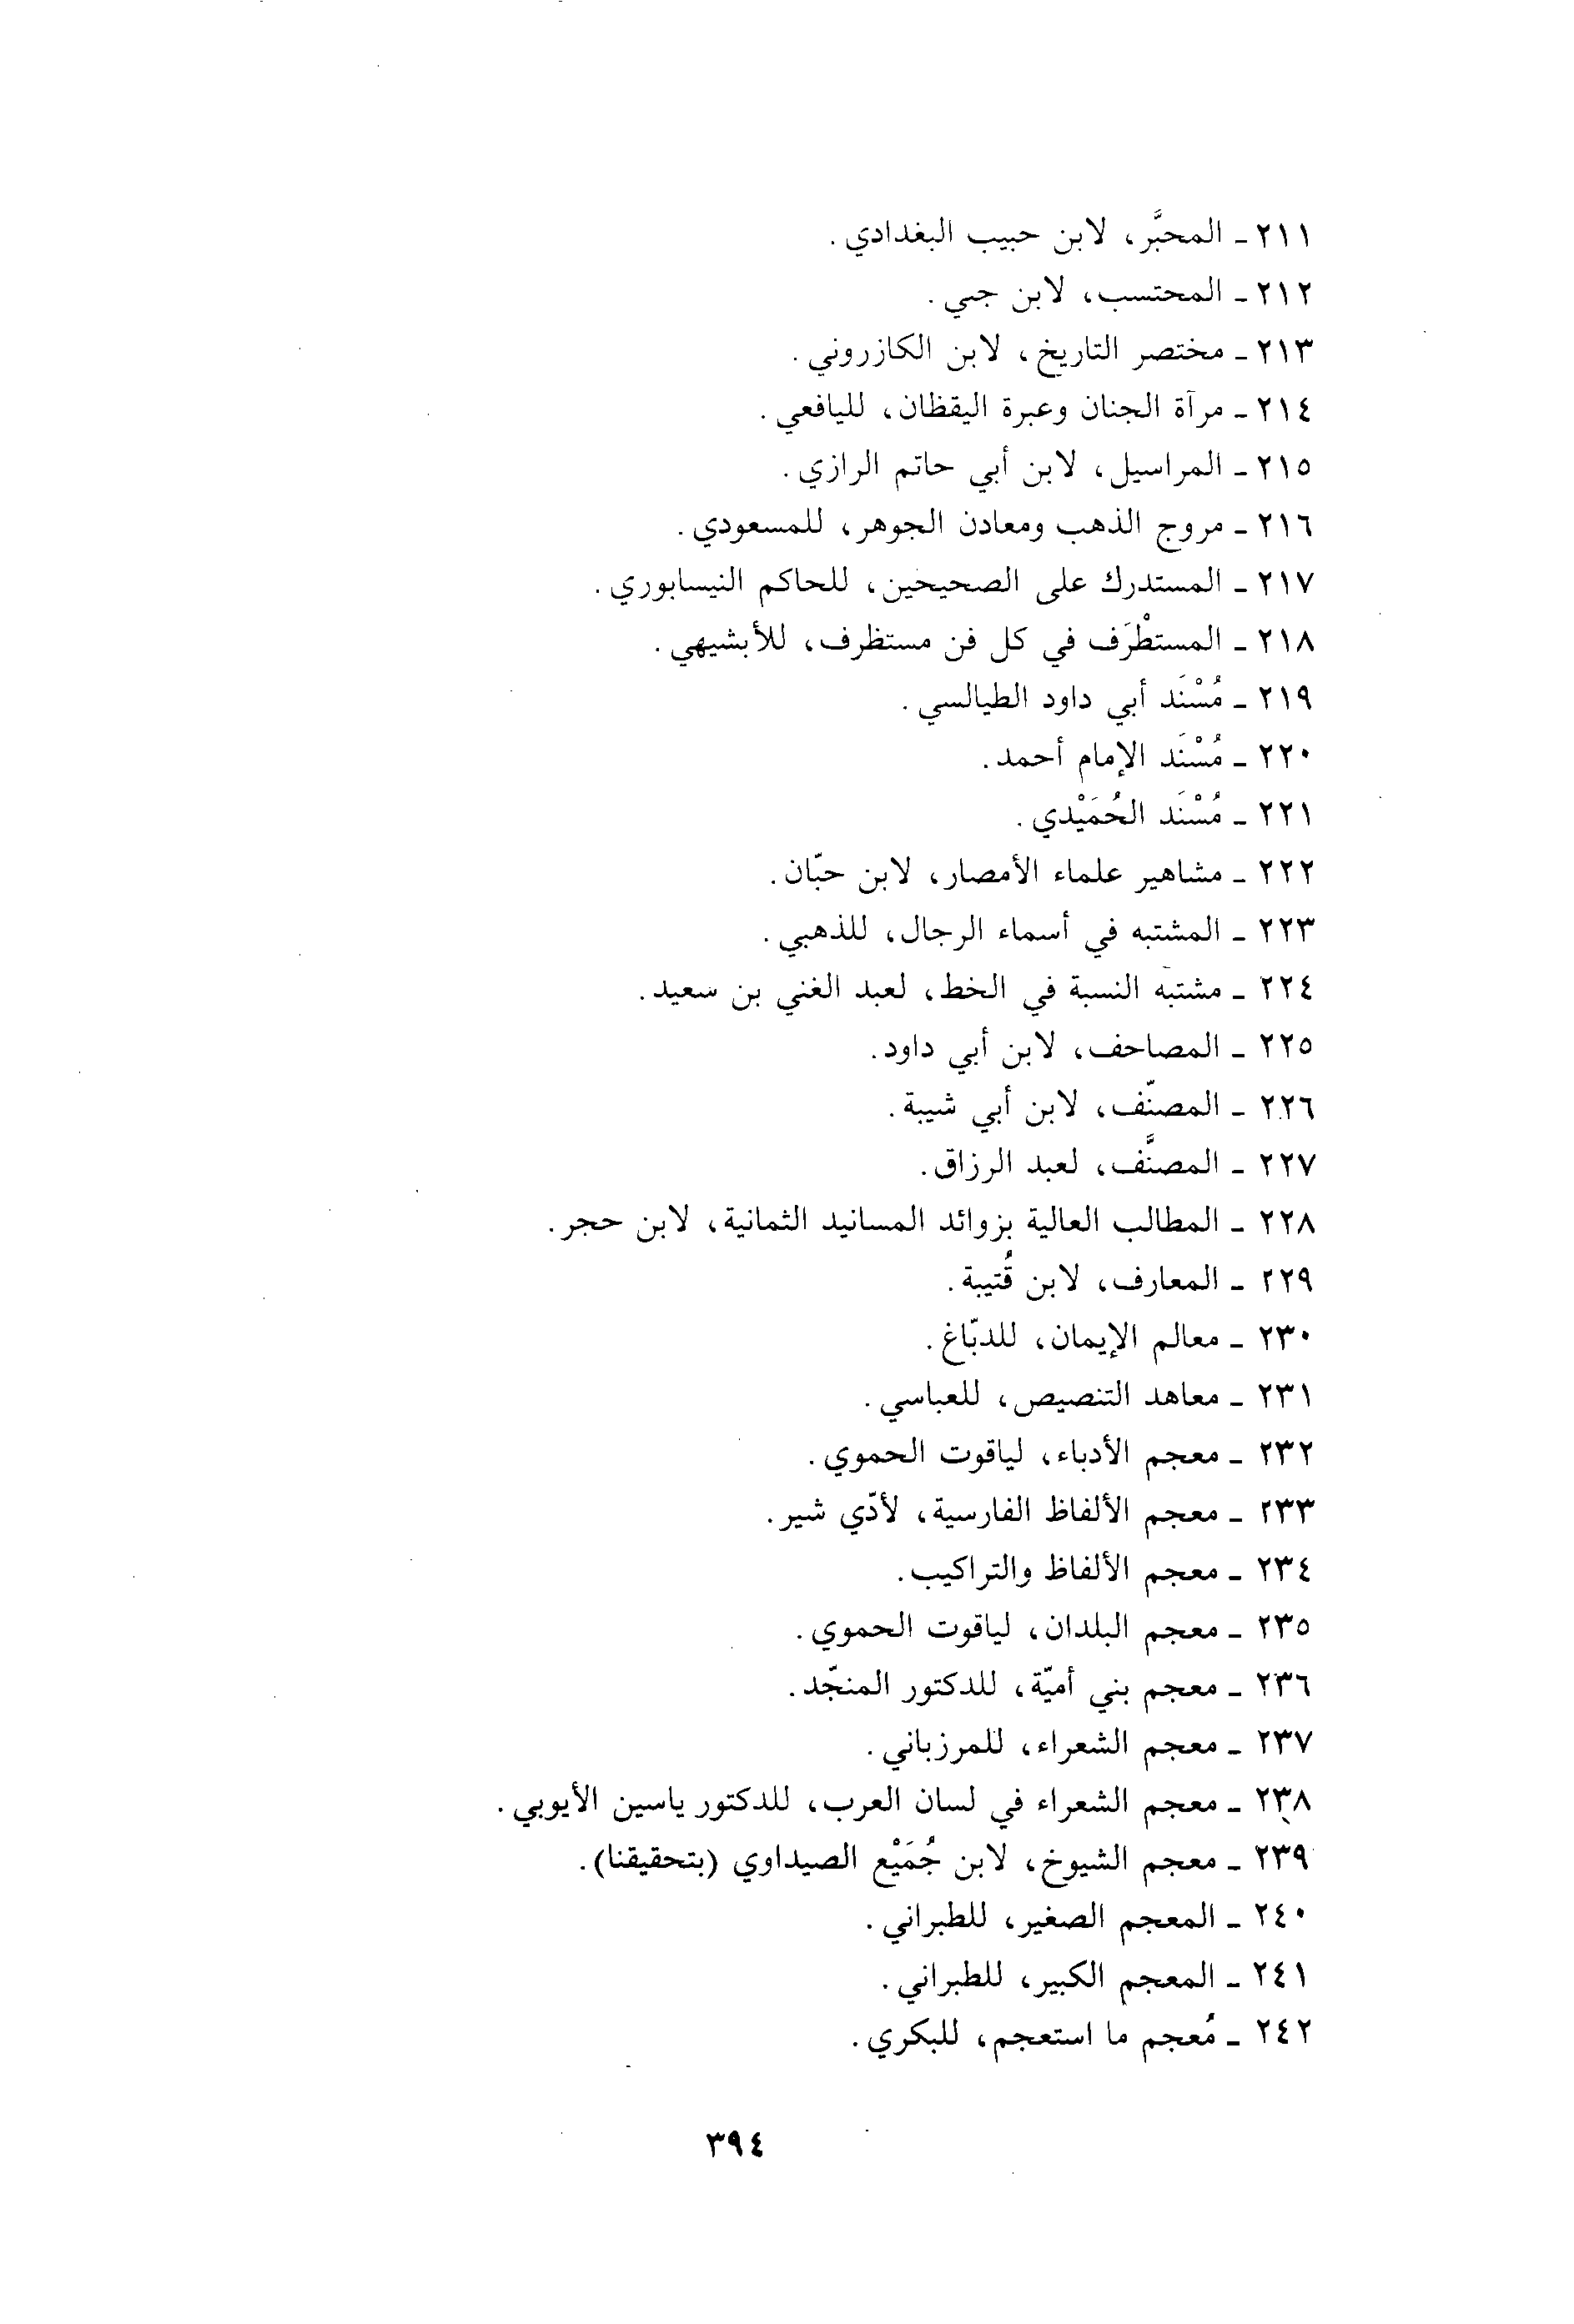 ٢١١ - المحبَّر، لابن حبيب البغدادي.
٢١٢ - المحتسب، لابن جبي.
٢١٣ - مختصر التاريخ، لابن الكازروني.
٢١٤ - مرآة الجنان وعبرة اليقظان، لليافعي.
٢١٥ - المراسيل، لابن أبي حاتم الرازي.
٢١٦ - مروج الذهب ومعادن الجوهر، للمسعودي.
٢١٧ - المستدرك على الصحيحين، للحاكم النيسابوري.
٢١٨ - المستطْرَف في كل فن مستظرف، للأبشيهي.
٢١٩ - مُسْنَد أبي داود الطيالسي.
٢٢٠ - مُسْنَد الإمام أحمد.
٢٢١ - مُسْنَد الحُمَيْدي.
٢٢٢ - مشاهير علماء الأمصار، لابن حبّان.
٢٢٣ - المشتبه في أسماء الرجال، للذهبي.
٢٢٤ - مشتبه النسبة في الخط، لعبد الغني بن سعيد.
٢٢٥ - المصاحف، لابن أبي داود.
٢٢٦ - المصنّف، لابن أبي شيبة.
٢٢٧ - المصنَّف، لعبد الرزاق.
٢٢٨ - المطالب العالية بزوائد المسانيد الثمانية، لابن حجر.
٢٢٩ - المعارف، لابن قُتيبة.
٢٣٠ - معالم الإيمان، للدبّاغ.
٢٣١ - معاهد التنصيص، للعباسي.
٢٣٢ - معجم الأدباء، لياقوت الحموي.
٢٣٣ - معجم الألفاظ الفارسية، لأدّي شير.
٢٣٤ - معجم الألفاظ والتراكيب.
٢٣٥ - معجم البلدان، لياقوت الحموي.
٢٣٦ - معجم بني أميّة، للدكتور المنجّد.
٢٣٧ - معجم الشعراء، للمرزباني.
٢٣٨ - معجم الشعراء في لسان العرب، للدكتور ياسين الأيوبي.
٢٣٩ - معجم الشيوخ، لابن جُمَيْع الصيداوي (بتحقيقنا).
٢٤٠ - المعجم الصغير، للطبراني.
٢٤١ - المعجم الكبير، للطبراني.
٢٤٢ - مُعجم ما استعجم، للبكري.
٣٩٤